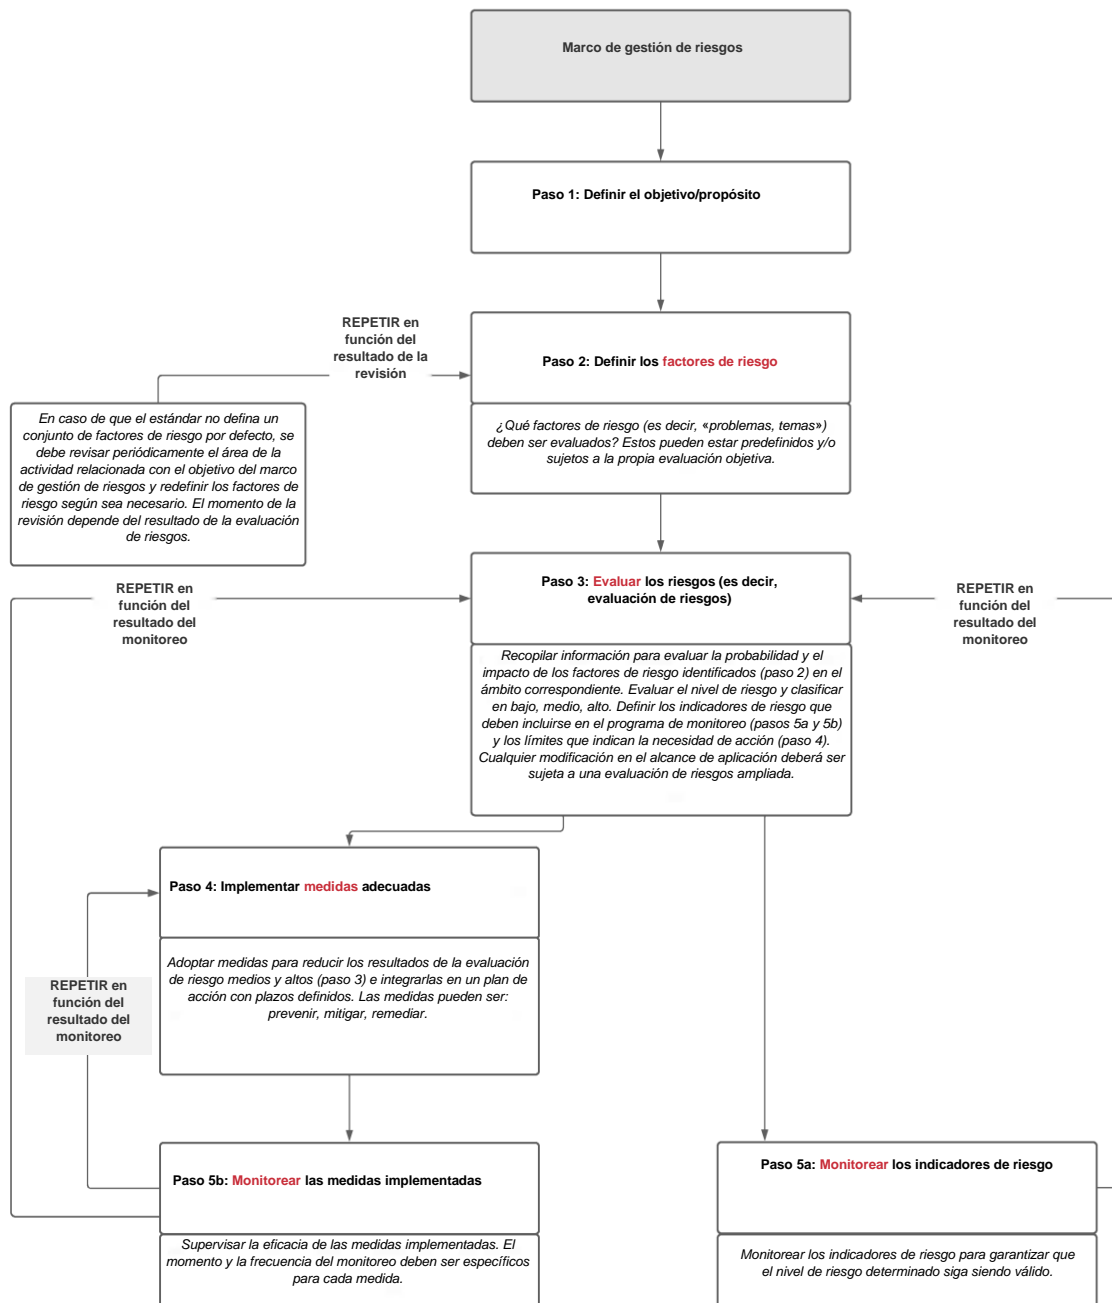 Marco de gestión de riesgos
Paso 1: Definir el objetivo/propósito
REPETIR en
función del
resultado de la
revisión
Paso 2: Definir los factores de riesgo
¿Qué factores de riesgo (es decir, «problemas, temas»)
deben ser evaluados? Estos pueden estar predefinidos y/o
sujetos a la propia evaluación objetiva.
En caso de que el estándar no defina un
conjunto de factores de riesgo por defecto, se
debe revisar periódicamente el área de la
actividad relacionada con el objetivo del marco
de gestión de riesgos y redefinir los factores de
riesgo según sea necesario. El momento de la
revisión depende del resultado de la evaluación
de riesgos.
REPETIR en
función del
resultado del
monitoreo
Paso 3: Evaluar los riesgos (es decir,
evaluación de riesgos)
REPETIR en
función del
resultado del
monitoreo
Recopilar información para evaluar la probabilidad y el
impacto de los factores de riesgo identificados (paso 2) en el
ámbito correspondiente. Evaluar el nivel de riesgo y clasificar
en bajo, medio, alto. Definir los indicadores de riesgo que
deben incluirse en el programa de monitoreo (pasos 5a y 5b)
y los límites que indican la necesidad de acción (paso 4).
Cualquier modificación en el alcance de aplicación deberá ser
sujeta a una evaluación de riesgos ampliada.
Paso 4: Implementar medidas adecuadas
Adoptar medidas para reducir los resultados de la evaluación
de riesgo medios y altos (paso 3) e integrarlas en un plan de
acción con plazos definidos. Las medidas pueden ser:
prevenir, mitigar, remediar.
REPETIR en
función del
resultado del
monitoreo
Paso 5b: Monitorear las medidas implementadas
Supervisar la eficacia de las medidas implementadas. El
momento y la frecuencia del monitoreo deben ser específicos
para cada medida.
Paso 5a: Monitorear los indicadores de riesgo
Monitorear los indicadores de riesgo para garantizar que
el nivel de riesgo determinado siga siendo válido.